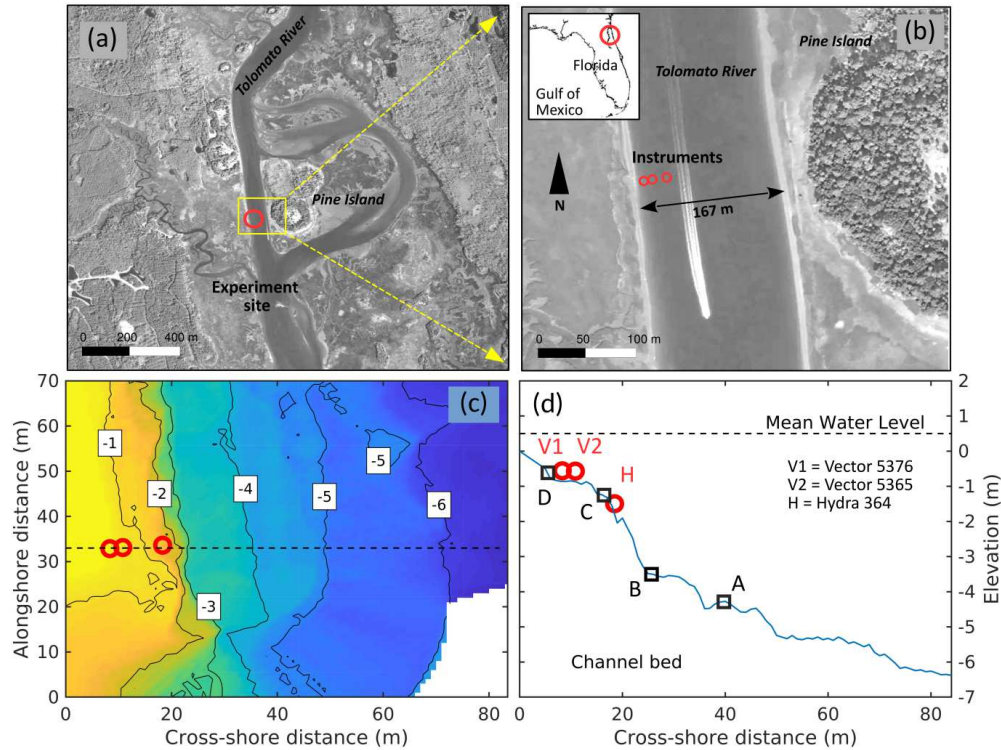 (a)
Tolomato River
Pine Island
Experiment
site
0 200 400 m
(b)
Pine Island
Florida
Gulf of
Mexico
Tolomato River
Instruments
N
167 m
0 50 100 m
(c)
70
60
50
40
30
20
10
0
Alongshore distance (m)
-1
-2
-3
-4
-5
-5
-6
0 20 40 60 80
Cross-shore distance (m)
(d)
Mean Water Level
V1 V2
H
V1 = Vector 5376
V2 = Vector 5365
H = Hydra 364
D
C
B
A
Channel bed
2
1
0
-1
-2
-3
-4
-5
-6
-7
Elevation (m)
0 20 40 60 80
Cross-shore distance (m)